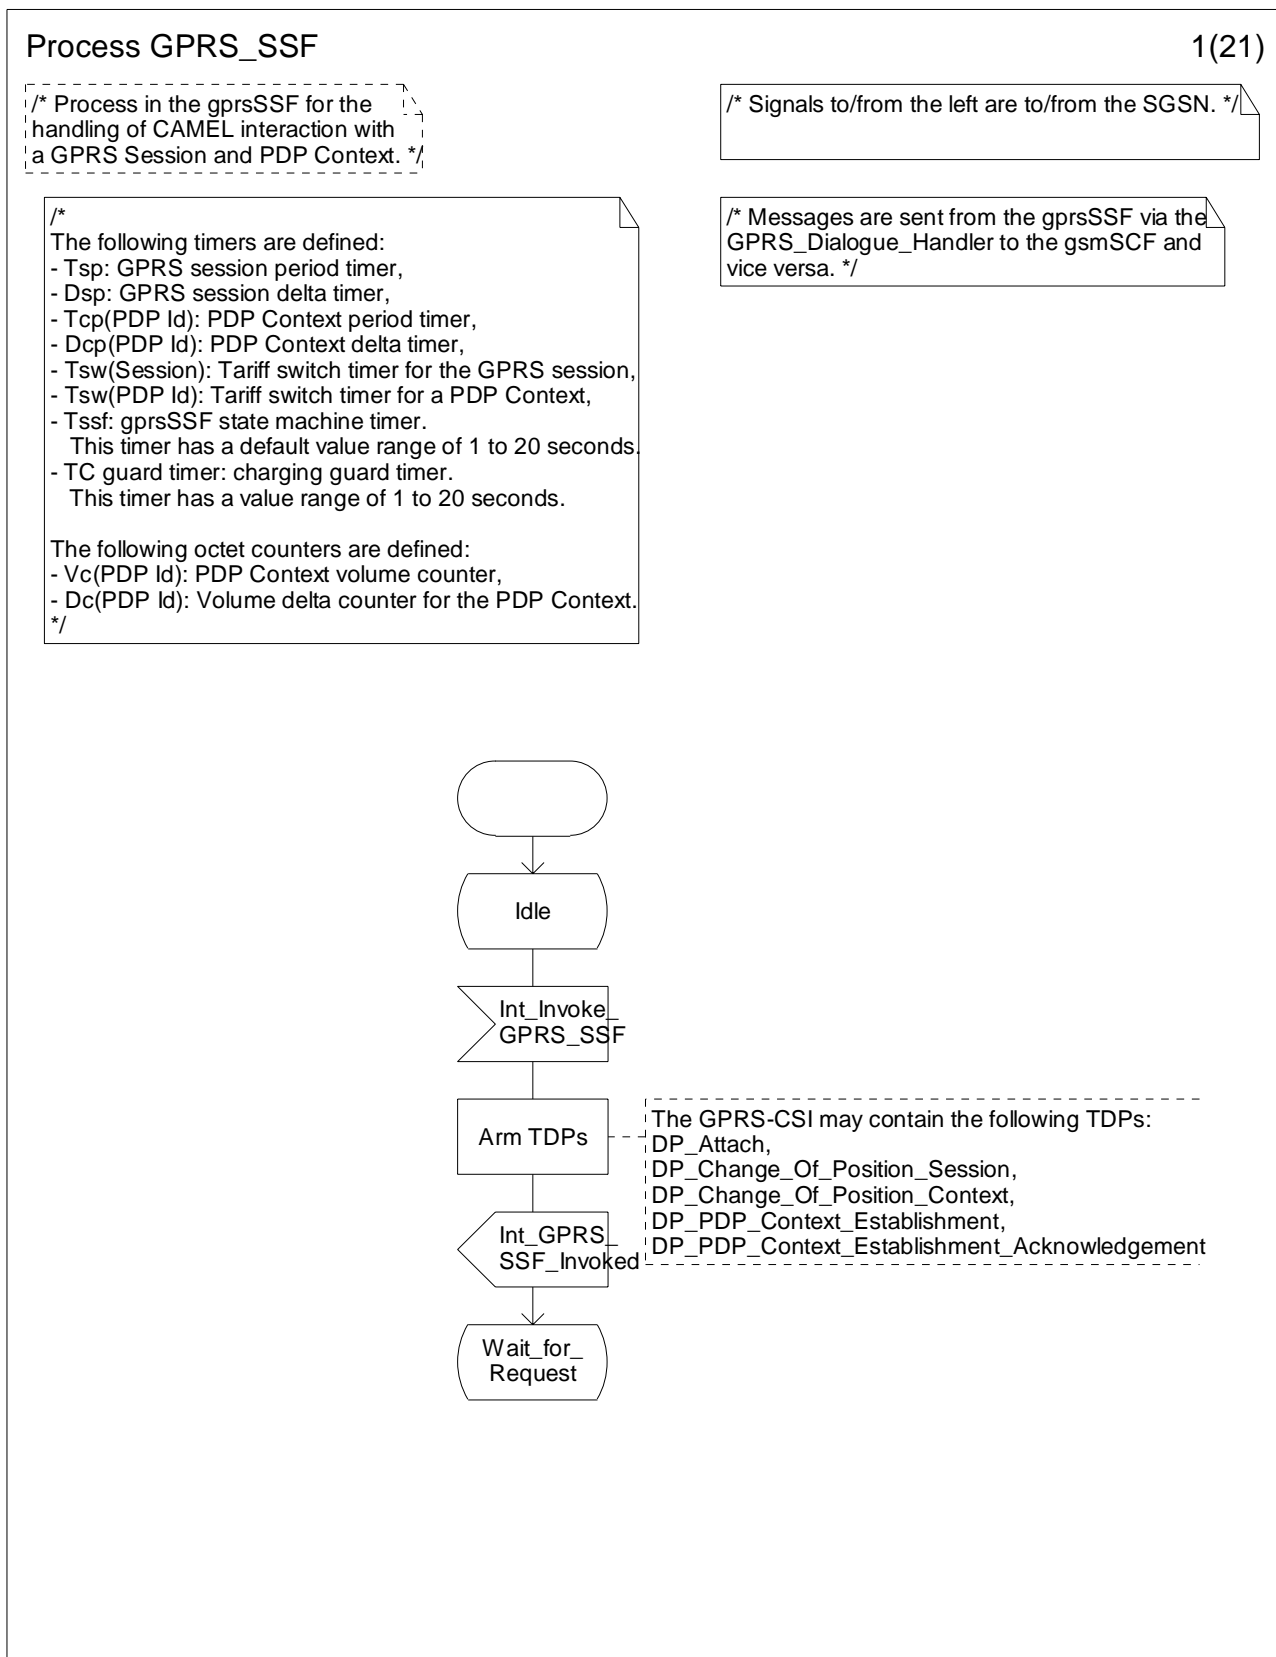 Process GPRS_SSF
1(21)
/* Process in the gprsSSF for the
handling of CAMEL interaction with
a GPRS Session and PDP Context. */
/* Signals to/from the left are to/from the SGSN. */
/*
The following timers are defined:
- Tsp: GPRS session period timer,
- Dsp: GPRS session delta timer,
- Tcp(PDP Id): PDP Context period timer,
- Dcp(PDP Id): PDP Context delta timer,
- Tsw(Session): Tariff switch timer for the GPRS session,
- Tsw(PDP Id): Tariff switch timer for a PDP Context,
- Tssf: gprsSSF state machine timer.
This timer has a default value range of 1 to 20 seconds.
- TC guard timer: charging guard timer.
This timer has a value range of 1 to 20 seconds.
The following octet counters are defined:
- Vc(PDP Id): PDP Context volume counter,
- Dc(PDP Id): Volume delta counter for the PDP Context.
*/
/* Messages are sent from the gprsSSF via the
GPRS_Dialogue_Handler to the gsmSCF and
vice versa. */
Idle
Int_Invoke_
GPRS_SSF
Arm TDPs
The GPRS-CSI may contain the following TDPs:
DP_Attach,
DP_Change_Of_Position_Session,
DP_Change_Of_Position_Context,
DP_PDP_Context_Establishment,
DP_PDP_Context_Establishment_Acknowledgement
Int_GPRS_
SSF_Invoked
Wait_for_
Request